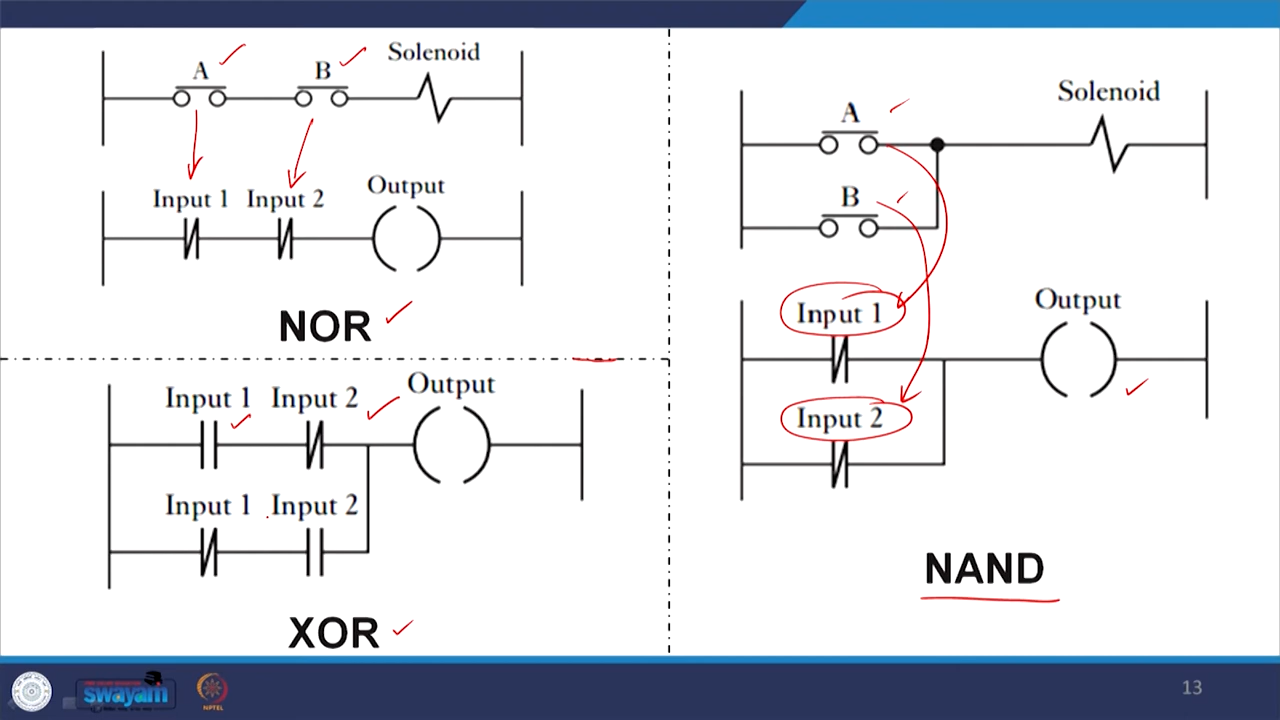 A B Solenoid
Input 1 Input 2 Output
NOR
Input 1 Input 2 Output
Input 1 Input 2
XOR
A Solenoid
B
Input 1 Output
Input 2
NAND
swayam
NPTEL
13